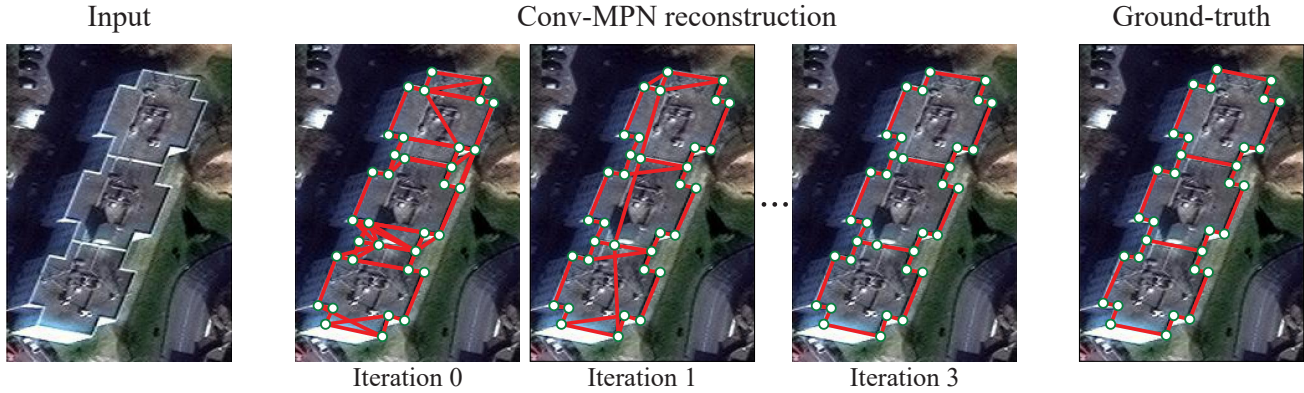 Input
Conv-MPN reconstruction
Ground-truth
...
Iteration 0
Iteration 1
Iteration 3